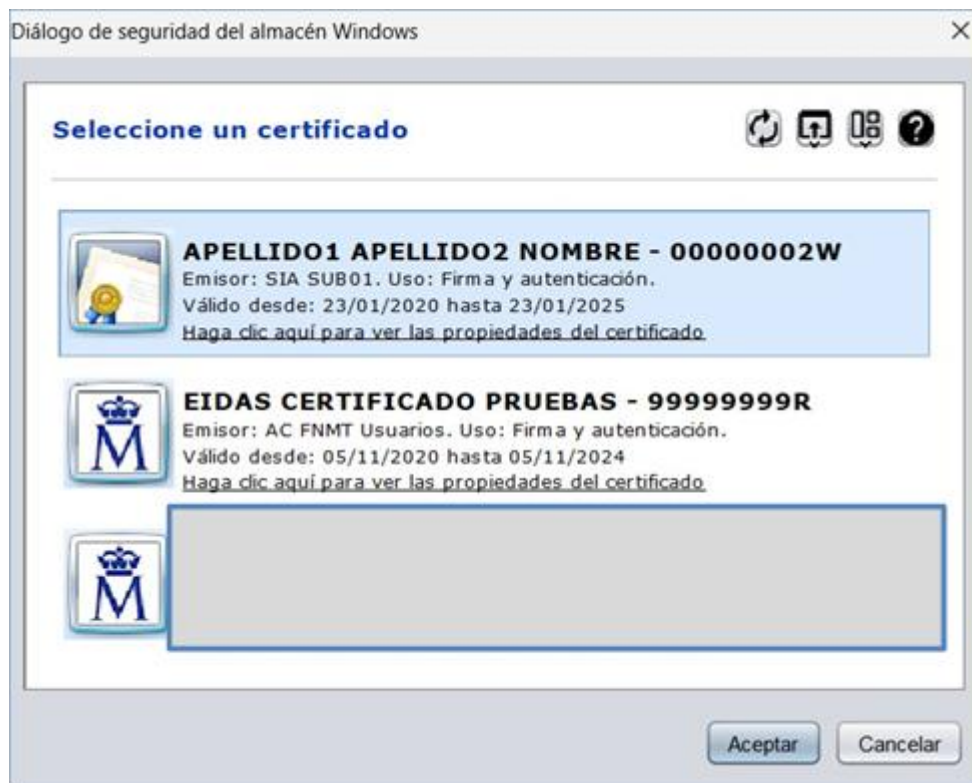 Diálogo de seguridad del almacén Windows
Seleccione un certificado
APELLIDO1 APELLIDO2 NOMBRE - 00000002W
Emisor: SIA SUB01. Uso: Firma y autenticación.
Válido desde: 23/01/2020 hasta 23/01/2025
Haga clic aquí para ver las propiedades del certificado
EIDAS CERTIFICADO PRUEBAS - 99999999R
Emisor: AC FNMT Usuarios. Uso: Firma y autenticación.
Válido desde: 05/11/2020 hasta 05/11/2024
Haga clic aquí para ver las propiedades del certificado
Aceptar Cancelar